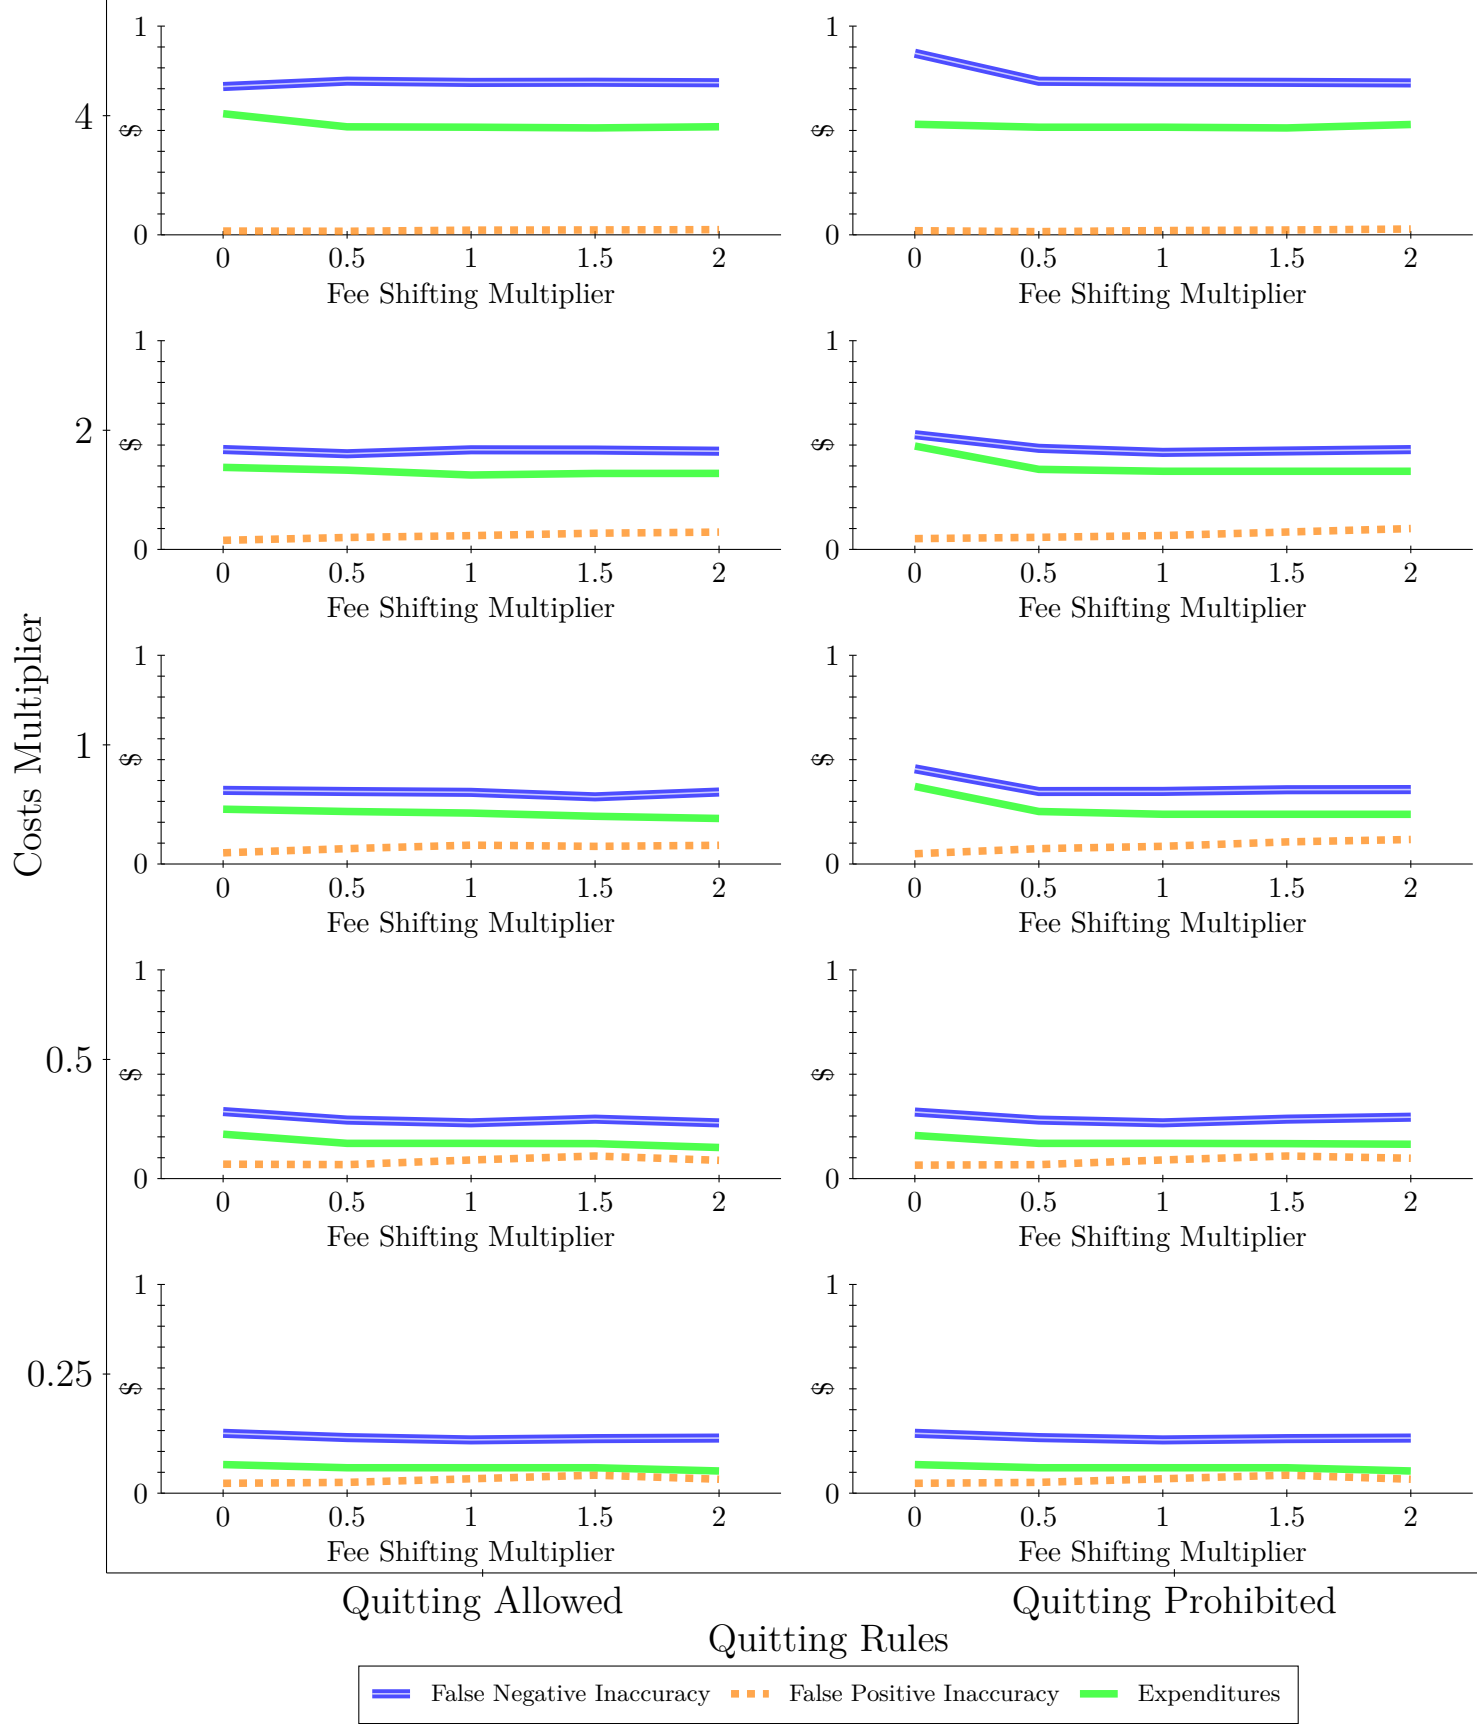 Costs Multiplier
4
1
$
0
0 0.5 1 1.5 2
Fee Shifting Multiplier
1
$
0
0 0.5 1 1.5 2
Fee Shifting Multiplier
2
1
$
0
0 0.5 1 1.5 2
Fee Shifting Multiplier
1
$
0
0 0.5 1 1.5 2
Fee Shifting Multiplier
1
1
$
0
0 0.5 1 1.5 2
Fee Shifting Multiplier
1
$
0
0 0.5 1 1.5 2
Fee Shifting Multiplier
0.5
1
$
0
0 0.5 1 1.5 2
Fee Shifting Multiplier
1
$
0
0 0.5 1 1.5 2
Fee Shifting Multiplier
0.25
1
$
0
0 0.5 1 1.5 2
Fee Shifting Multiplier
1
$
0
0 0.5 1 1.5 2
Fee Shifting Multiplier
Quitting Allowed
Quitting Prohibited
Quitting Rules
False Negative Inaccuracy
False Positive Inaccuracy
Expenditures